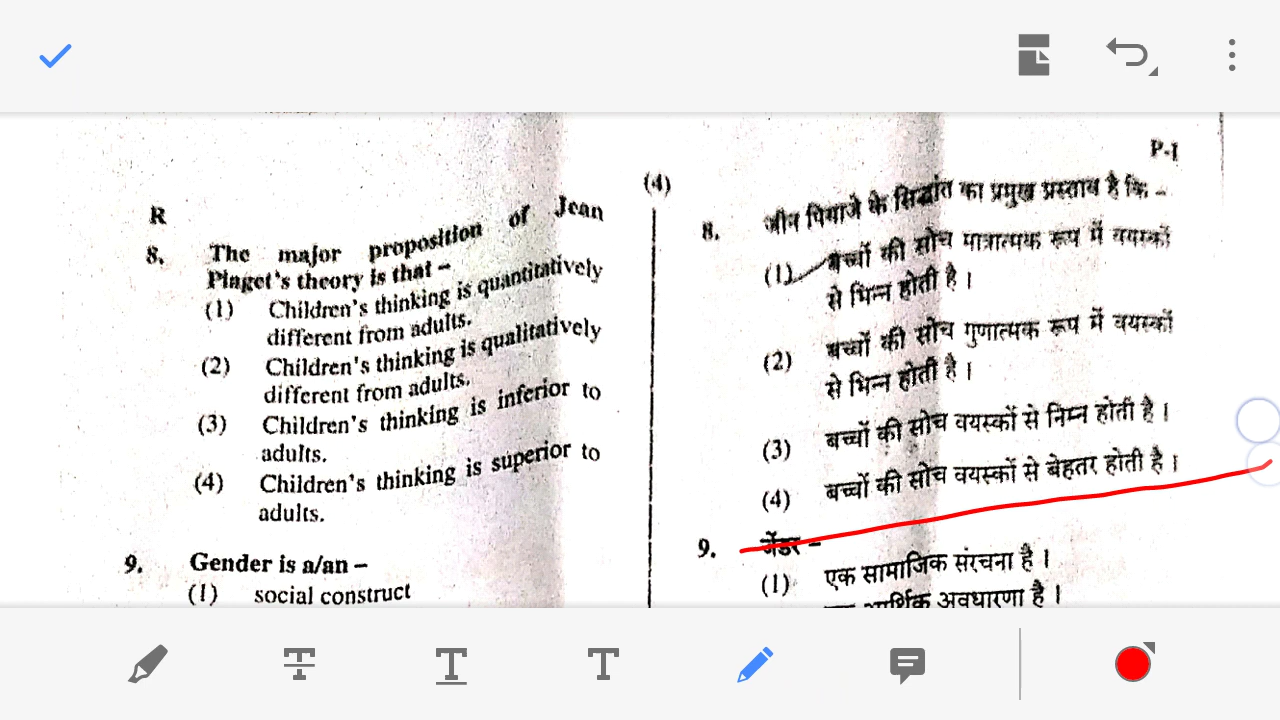 P-1
(4)
R
8. The major proposition of Jean
Piaget's theory is that –
(1) Children's thinking is quantitatively
different from adults.
(2) Children's thinking is qualitatively
different from adults.
(3) Children's thinking is inferior to
adults.
(4) Children's thinking is superior to
adults.
9. Gender is a/an –
(1) social construct
8. जीन पियाजे के सिद्धांत का प्रमुख प्रस्ताव है कि –
(1) बच्चों की सोच मात्रात्मक रूप में वयस्कों
से भिन्न होती है ।
(2) बच्चों की सोच गुणात्मक रूप में वयस्कों
से भिन्न होती है ।
(3) बच्चों की सोच वयस्कों से निम्न होती है ।
(4) बच्चों की सोच वयस्कों से बेहतर होती है ।
9. जेंडर –
(1) एक सामाजिक संरचना है ।
आर्थिक अवधारणा है ।